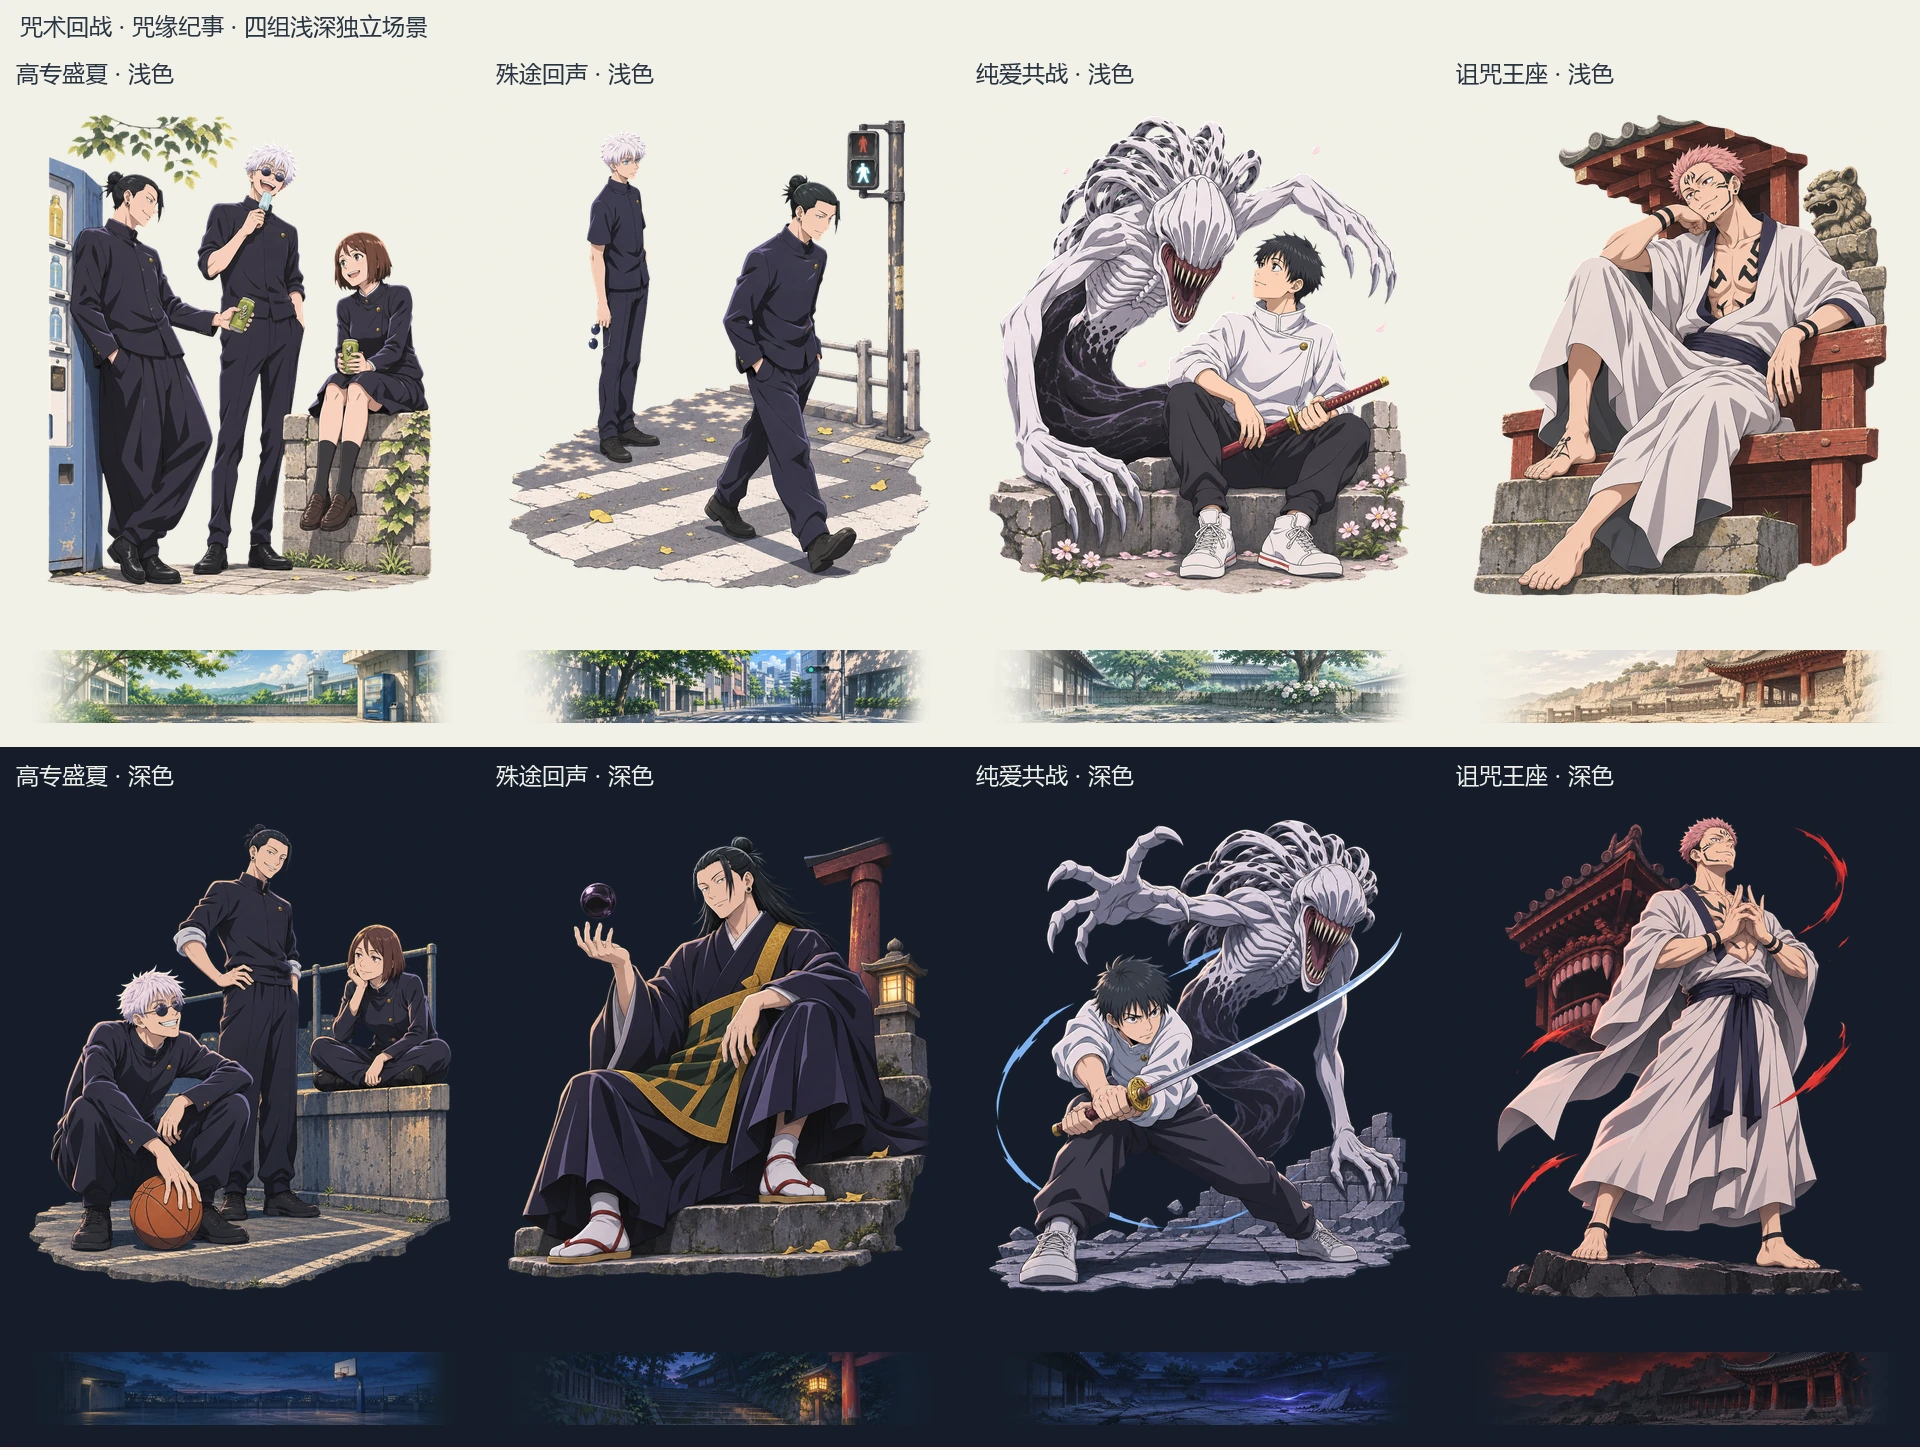 咒术回战 · 咒缘纪事 · 四组浅深独立场景
高专盛夏 · 浅色
殊途回声 · 浅色
纯爱共战 · 浅色
诅咒王座 · 浅色
高专盛夏 · 深色
殊途回声 · 深色
纯爱共战 · 深色
诅咒王座 · 深色